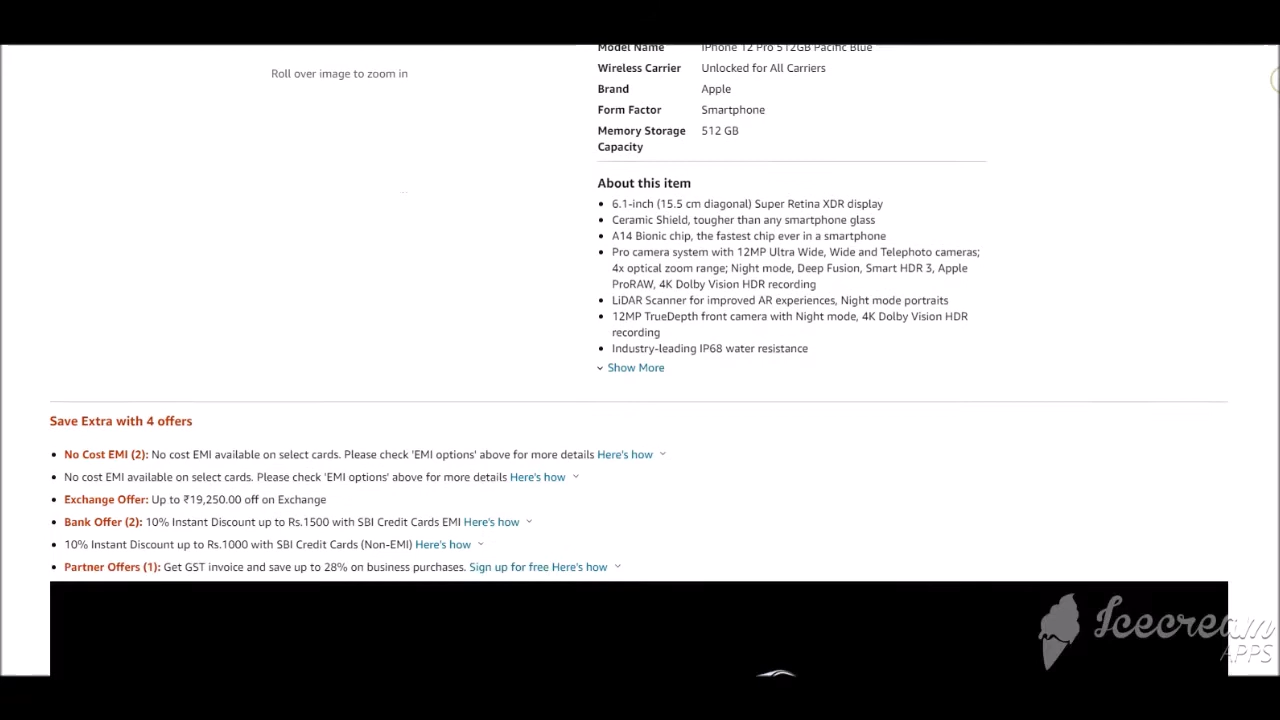 Model Name iPhone 12 Pro 512GB Pacific Blue
Roll over image to zoom in
Wireless Carrier Unlocked for All Carriers
Brand Apple
Form Factor Smartphone
Memory Storage 512 GB
Capacity
About this item
6.1-inch (15.5 cm diagonal) Super Retina XDR display
Ceramic Shield, tougher than any smartphone glass
A14 Bionic chip, the fastest chip ever in a smartphone
Pro camera system with 12MP Ultra Wide, Wide and Telephoto cameras;
4x optical zoom range; Night mode, Deep Fusion, Smart HDR 3, Apple
ProRAW, 4K Dolby Vision HDR recording
LiDAR Scanner for improved AR experiences, Night mode portraits
12MP TrueDepth front camera with Night mode, 4K Dolby Vision HDR
recording
Industry-leading IP68 water resistance
Show More
Save Extra with 4 offers
No Cost EMI (2): No cost EMI available on select cards. Please check 'EMI options' above for more details Here's how
No cost EMI available on select cards. Please check 'EMI options' above for more details Here's how
Exchange Offer: Up to ₹19,250.00 off on Exchange
Bank Offer (2): 10% Instant Discount up to Rs.1500 with SBI Credit Cards EMI Here's how
10% Instant Discount up to Rs.1000 with SBI Credit Cards (Non-EMI) Here's how
Partner Offers (1): Get GST invoice and save up to 28% on business purchases. Sign up for free Here's how
Icecream
APPS